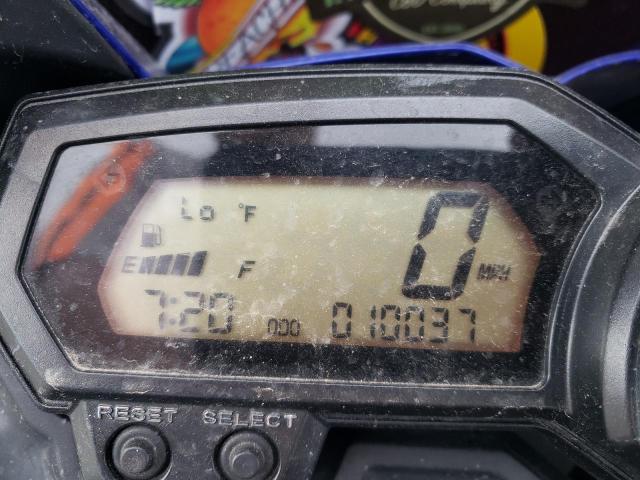 Lo °F
E F
0 MPH
7:20 ODO 010037
RESET SELECT